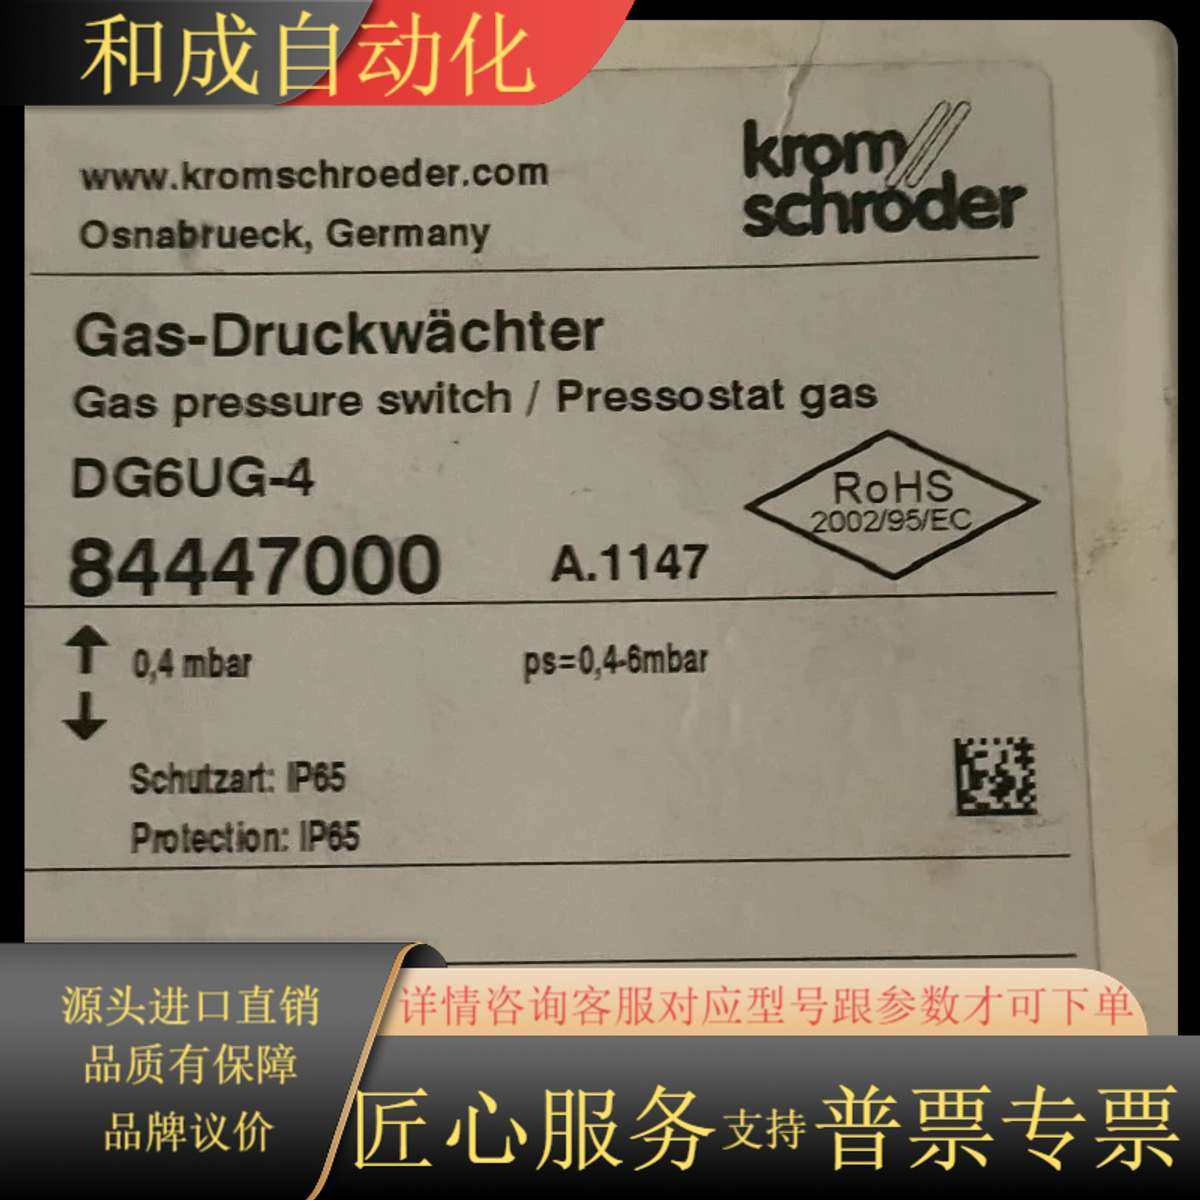 和成自动化
www.kromschroeder.com
Osnabrueck, Germany
krom
schröder
Gas-Druckwächter
Gas pressure switch / Pressostat gas
DG6UG-4
84447000
A.1147
RoHS
2002/95/EC
0,4 mbar
ps=0,4-6mbar
Schutzart: IP65
Protection: IP65
源头进口直销
品质有保障
品牌议价
详情咨询客服对应型号跟参数才可下单
匠心服务支持普票专票